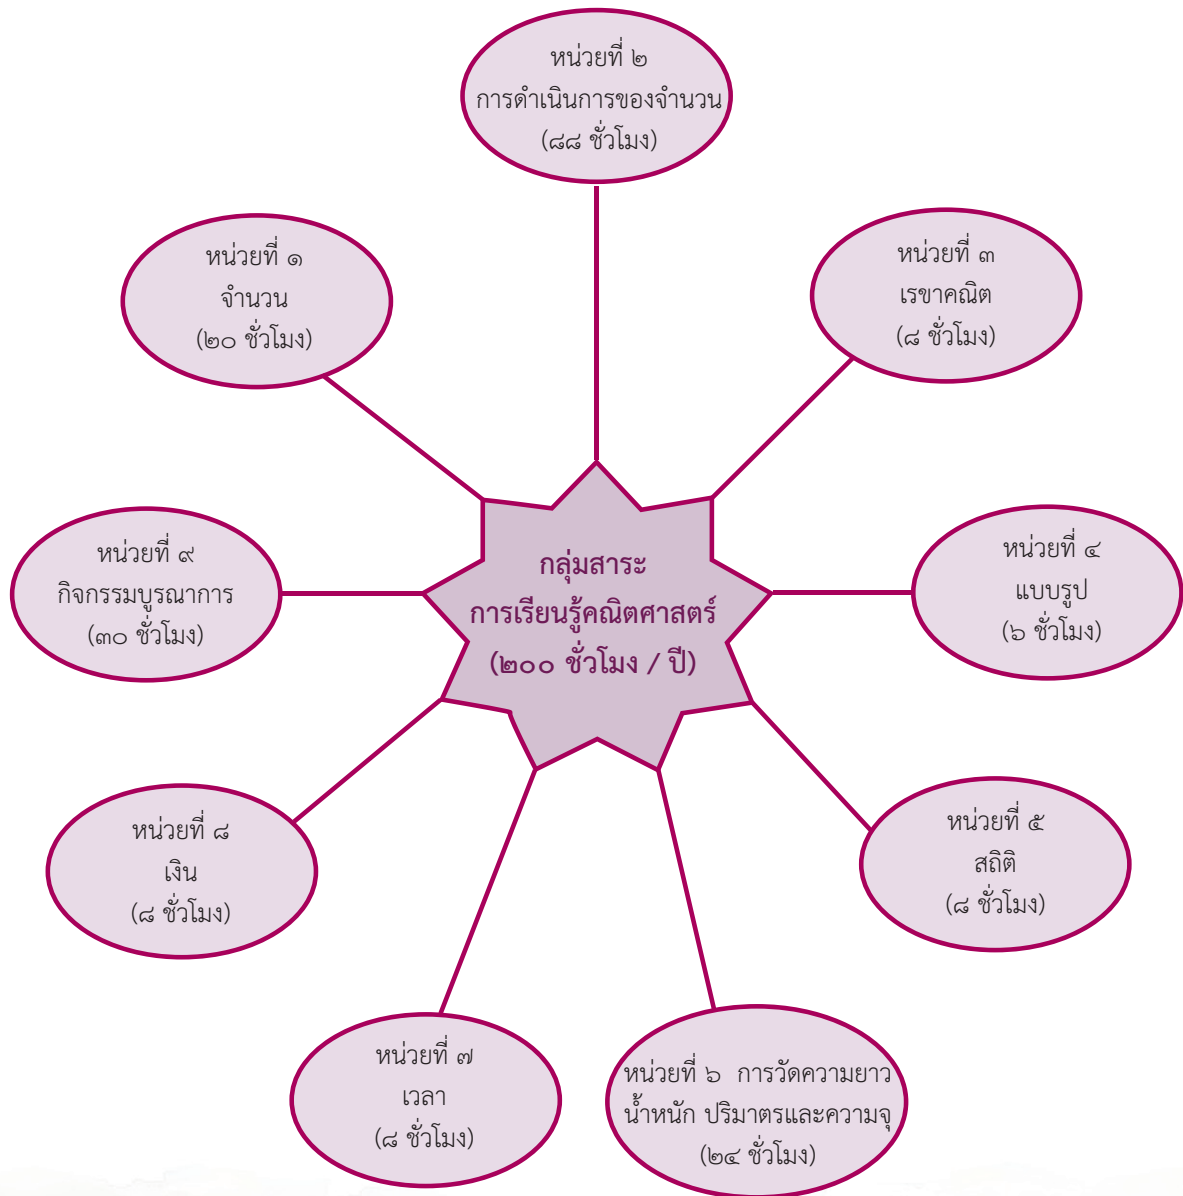 หน่วยที่ ๒
การดำเนินการของจำนวน
(๘๘ ชั่วโมง)
หน่วยที่ ๑
จำนวน
(๒๐ ชั่วโมง)
หน่วยที่ ๓
เรขาคณิต
(๘ ชั่วโมง)
หน่วยที่ ๙
กิจกรรมบูรณาการ
(๓๐ ชั่วโมง)
กลุ่มสาระ
การเรียนรู้คณิตศาสตร์
(๒๐๐ ชั่วโมง / ปี)
หน่วยที่ ๔
แบบรูป
(๖ ชั่วโมง)
หน่วยที่ ๘
เงิน
(๘ ชั่วโมง)
หน่วยที่ ๕
สถิติ
(๘ ชั่วโมง)
หน่วยที่ ๗
เวลา
(๘ ชั่วโมง)
หน่วยที่ ๖ การวัดความยาว
น้ำหนัก ปริมาตรและความจุ
(๒๔ ชั่วโมง)